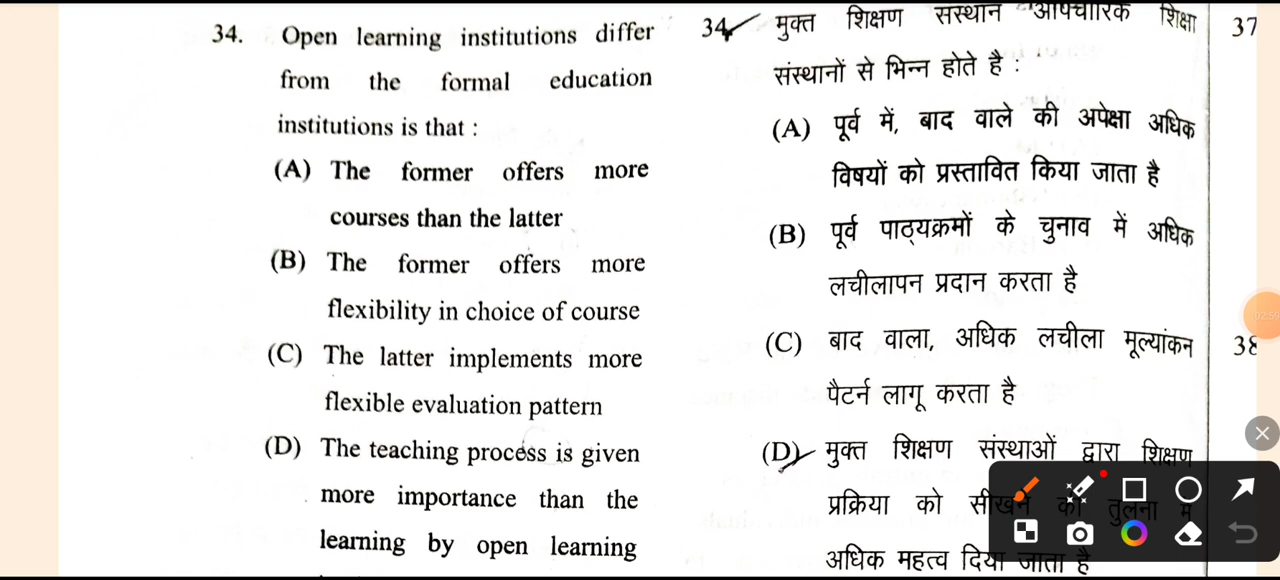 34. Open learning institutions differ
from the formal education
institutions is that :
(A) The former offers more
courses than the latter
(B) The former offers more
flexibility in choice of course
(C) The latter implements more
flexible evaluation pattern
(D) The teaching process is given
more importance than the
learning by open learning
34. मुक्त शिक्षण संस्थान औपचारिक शिक्षा
संस्थानों से भिन्न होते है :
(A) पूर्व में, बाद वाले की अपेक्षा अधिक
विषयों को प्रस्तावित किया जाता है
(B) पूर्व पाठ्यक्रमों के चुनाव में अधिक
लचीलापन प्रदान करता है
(C) बाद वाला, अधिक लचीला मूल्यांकन
पैटर्न लागू करता है
(D) मुक्त शिक्षण संस्थाओं द्वारा शिक्षण
प्रक्रिया को सीखने की तुलना में
अधिक महत्व दिया जाता है
37
38
02:59